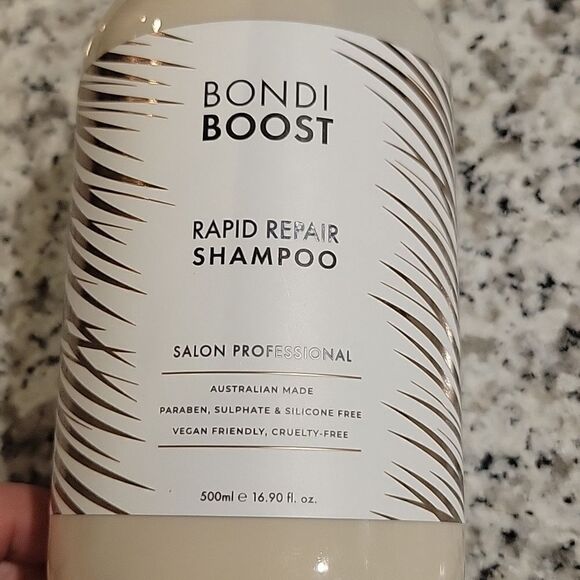 BONDI
BOOST
RAPID REPAIR
SHAMPOO
SALON PROFESSIONAL
AUSTRALIAN MADE
PARABEN, SULPHATE & SILICONE FREE
VEGAN FRIENDLY, CRUELTY-FREE
500ml ℮ 16.90 fl. oz.